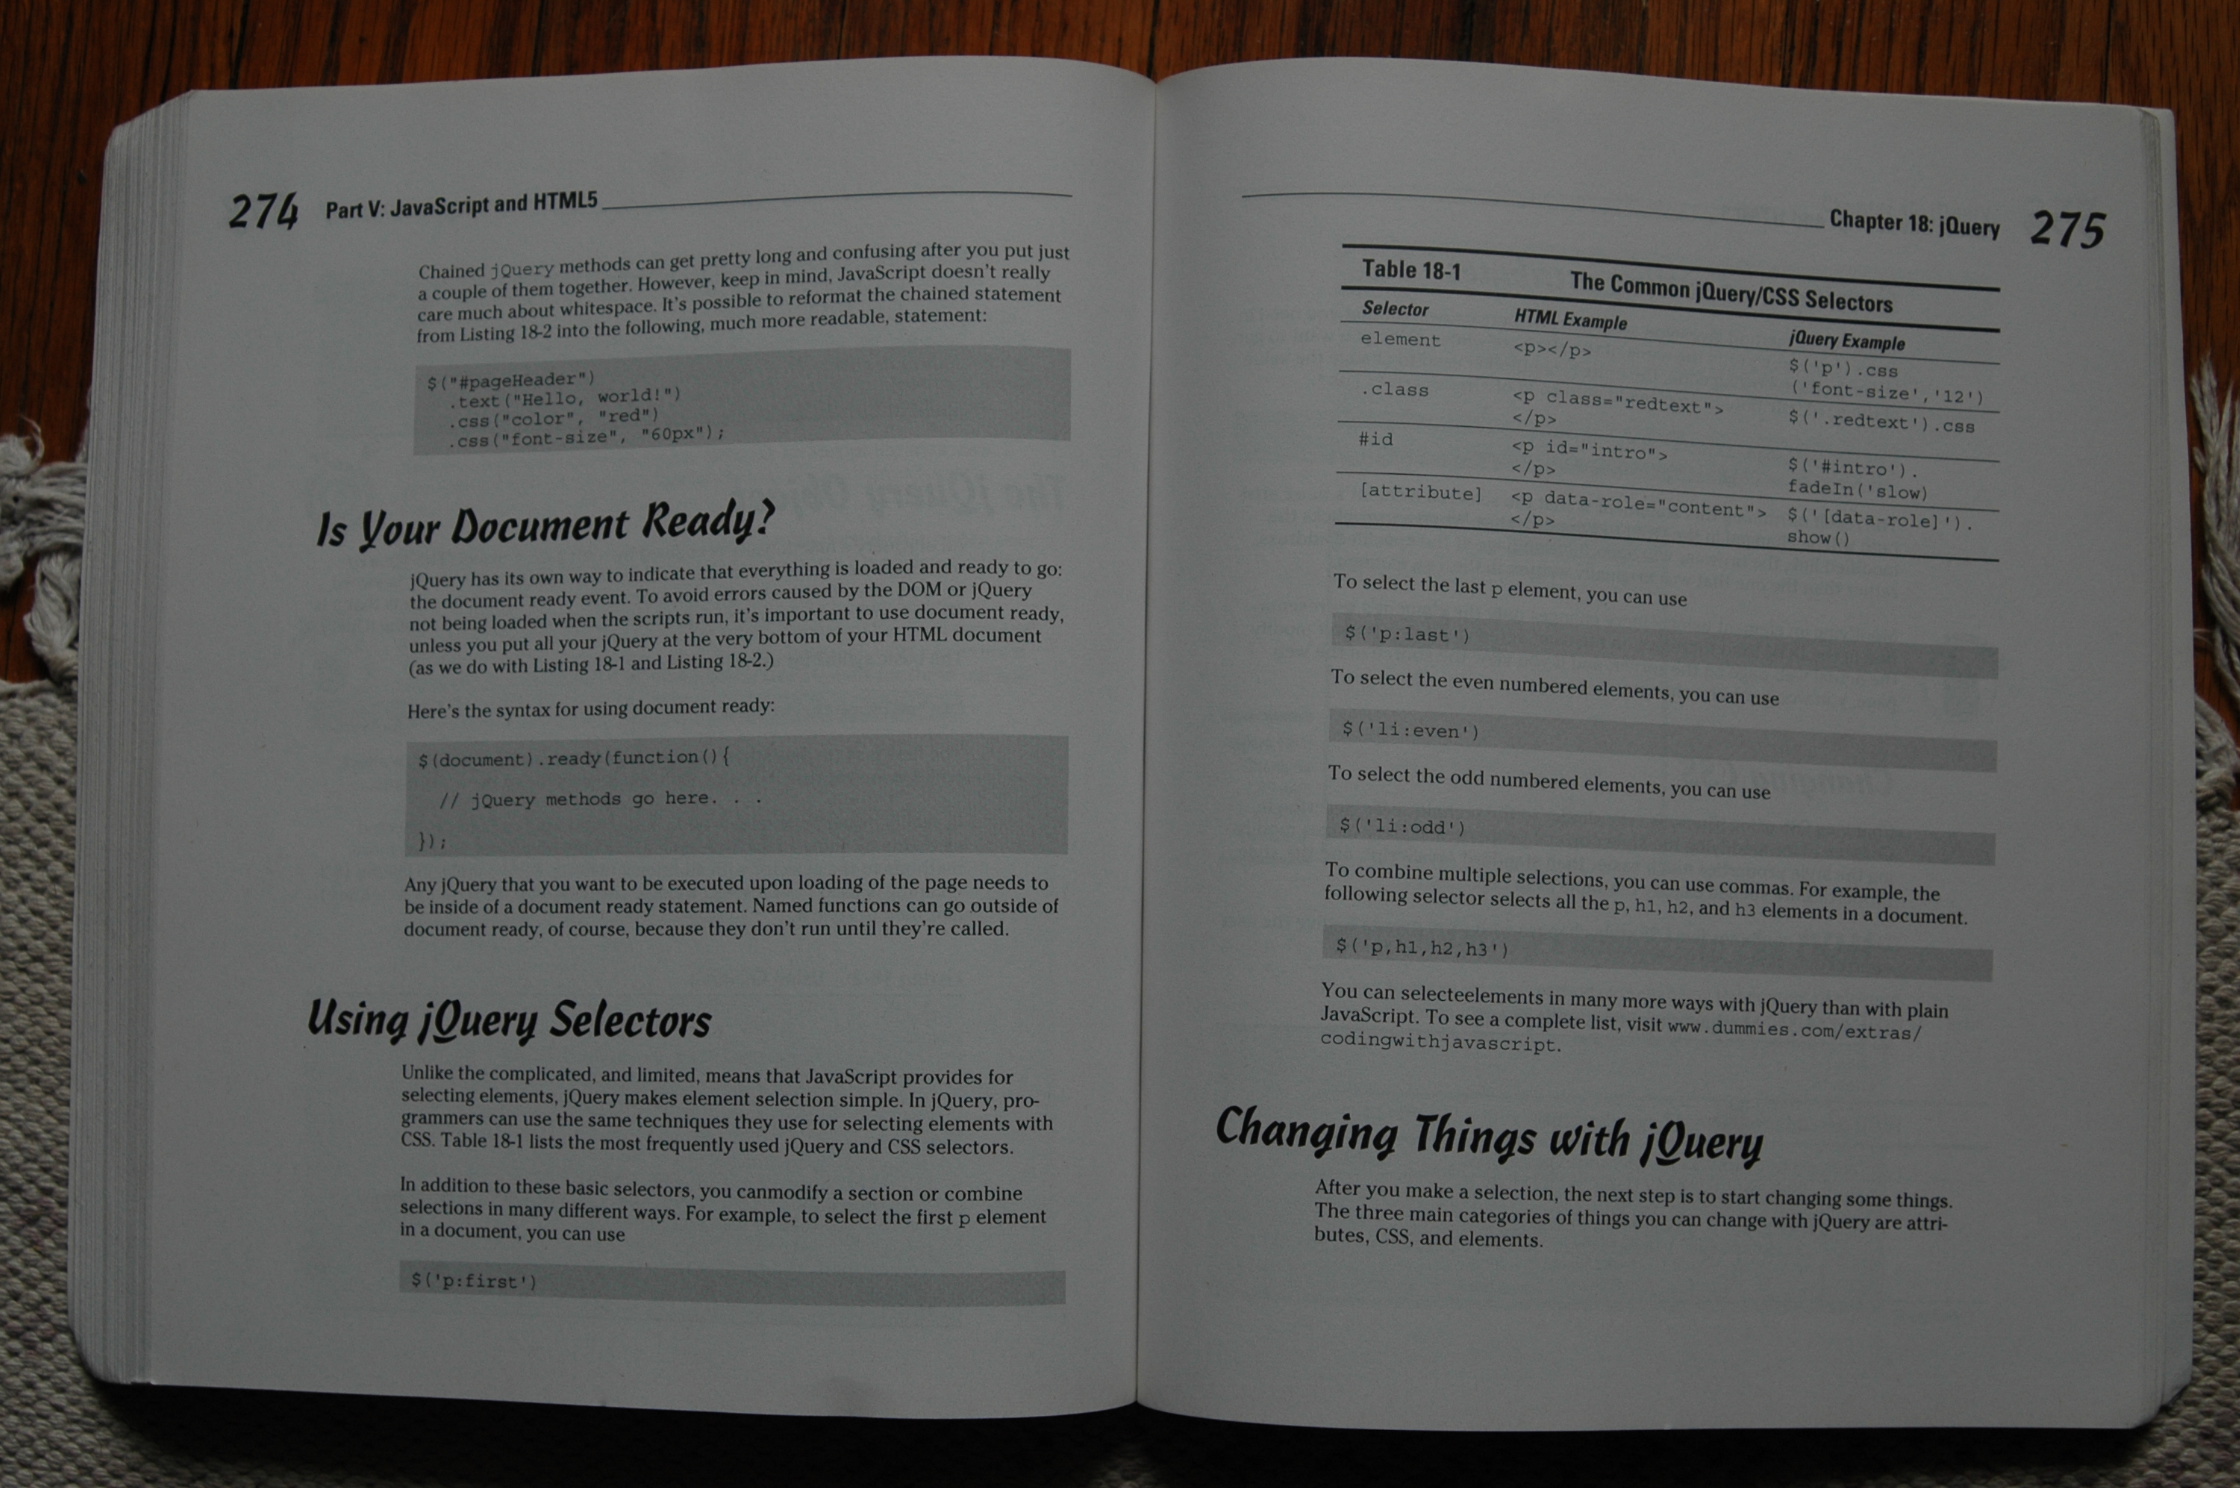 274 Part V: JavaScript and HTML5
Chained jQuery methods can get pretty long and confusing after you put just
a couple of them together. However, keep in mind, JavaScript doesn't really
care much about whitespace. It's possible to reformat the chained statement
from Listing 18-2 into the following, much more readable, statement:
$("#pageHeader")
.text("Hello, world!")
.css("color", "red")
.css("font-size", "60px");
Is Your Document Ready?
jQuery has its own way to indicate that everything is loaded and ready to go:
the document ready event. To avoid errors caused by the DOM or jQuery
not being loaded when the scripts run, it's important to use document ready,
unless you put all your jQuery at the very bottom of your HTML document
(as we do with Listing 18-1 and Listing 18-2.)
Here's the syntax for using document ready:
$(document).ready(function(){
// jQuery methods go here. . .
});
Any jQuery that you want to be executed upon loading of the page needs to
be inside of a document ready statement. Named functions can go outside of
document ready, of course, because they don't run until they're called.
Using jQuery Selectors
Unlike the complicated, and limited, means that JavaScript provides for
selecting elements, jQuery makes element selection simple. In jQuery, pro-
grammers can use the same techniques they use for selecting elements with
CSS. Table 18-1 lists the most frequently used jQuery and CSS selectors.
In addition to these basic selectors, you canmodify a section or combine
selections in many different ways. For example, to select the first p element
in a document, you can use
$('p:first')
Chapter 18: jQuery 275
Table 18-1 The Common jQuery/CSS Selectors
Selector HTML Example jQuery Example
element <p></p> $('p').css
('font-size','12')
.class <p class="redtext"> $('.redtext').css
</p>
#id <p id="intro"> $('#intro').
</p> fadeIn('slow)
[attribute] <p data-role="content"> $('[data-role]').
</p> show()
To select the last p element, you can use
$('p:last')
To select the even numbered elements, you can use
$('li:even')
To select the odd numbered elements, you can use
$('li:odd')
To combine multiple selections, you can use commas. For example, the
following selector selects all the p, h1, h2, and h3 elements in a document.
$('p,h1,h2,h3')
You can selecteelements in many more ways with jQuery than with plain
JavaScript. To see a complete list, visit www.dummies.com/extras/
codingwithjavascript.
Changing Things with jQuery
After you make a selection, the next step is to start changing some things.
The three main categories of things you can change with jQuery are attri-
butes, CSS, and elements.